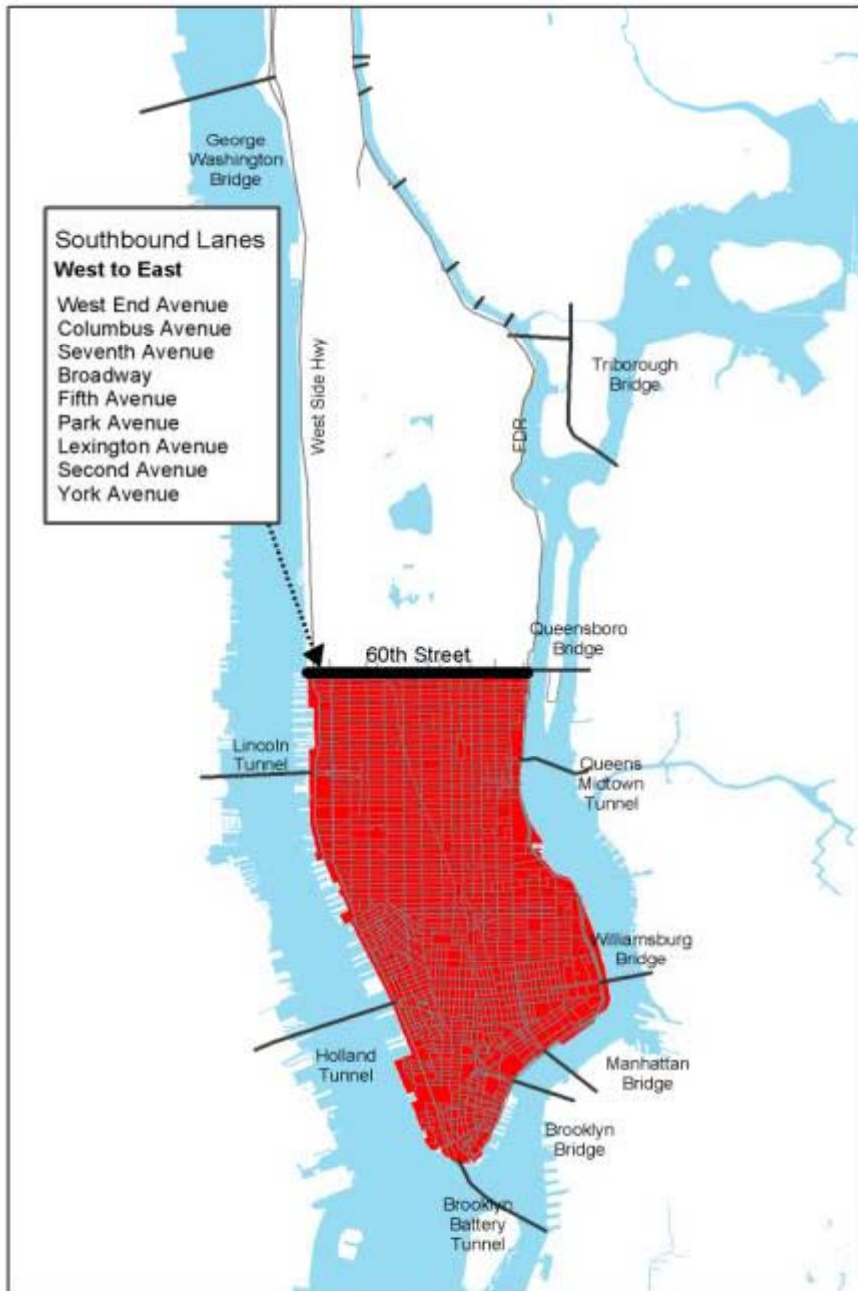 George
Washington
Bridge
Southbound Lanes
West to East
West End Avenue
Columbus Avenue
Seventh Avenue
Broadway
Fifth Avenue
Park Avenue
Lexington Avenue
Second Avenue
York Avenue
West Side Hwy
FDR
Triborough
Bridge
Queensboro
Bridge
60th Street
Lincoln
Tunnel
Queens
Midtown
Tunnel
Williamsburg
Bridge
Holland
Tunnel
Manhattan
Bridge
Brooklyn
Bridge
Brooklyn
Battery
Tunnel